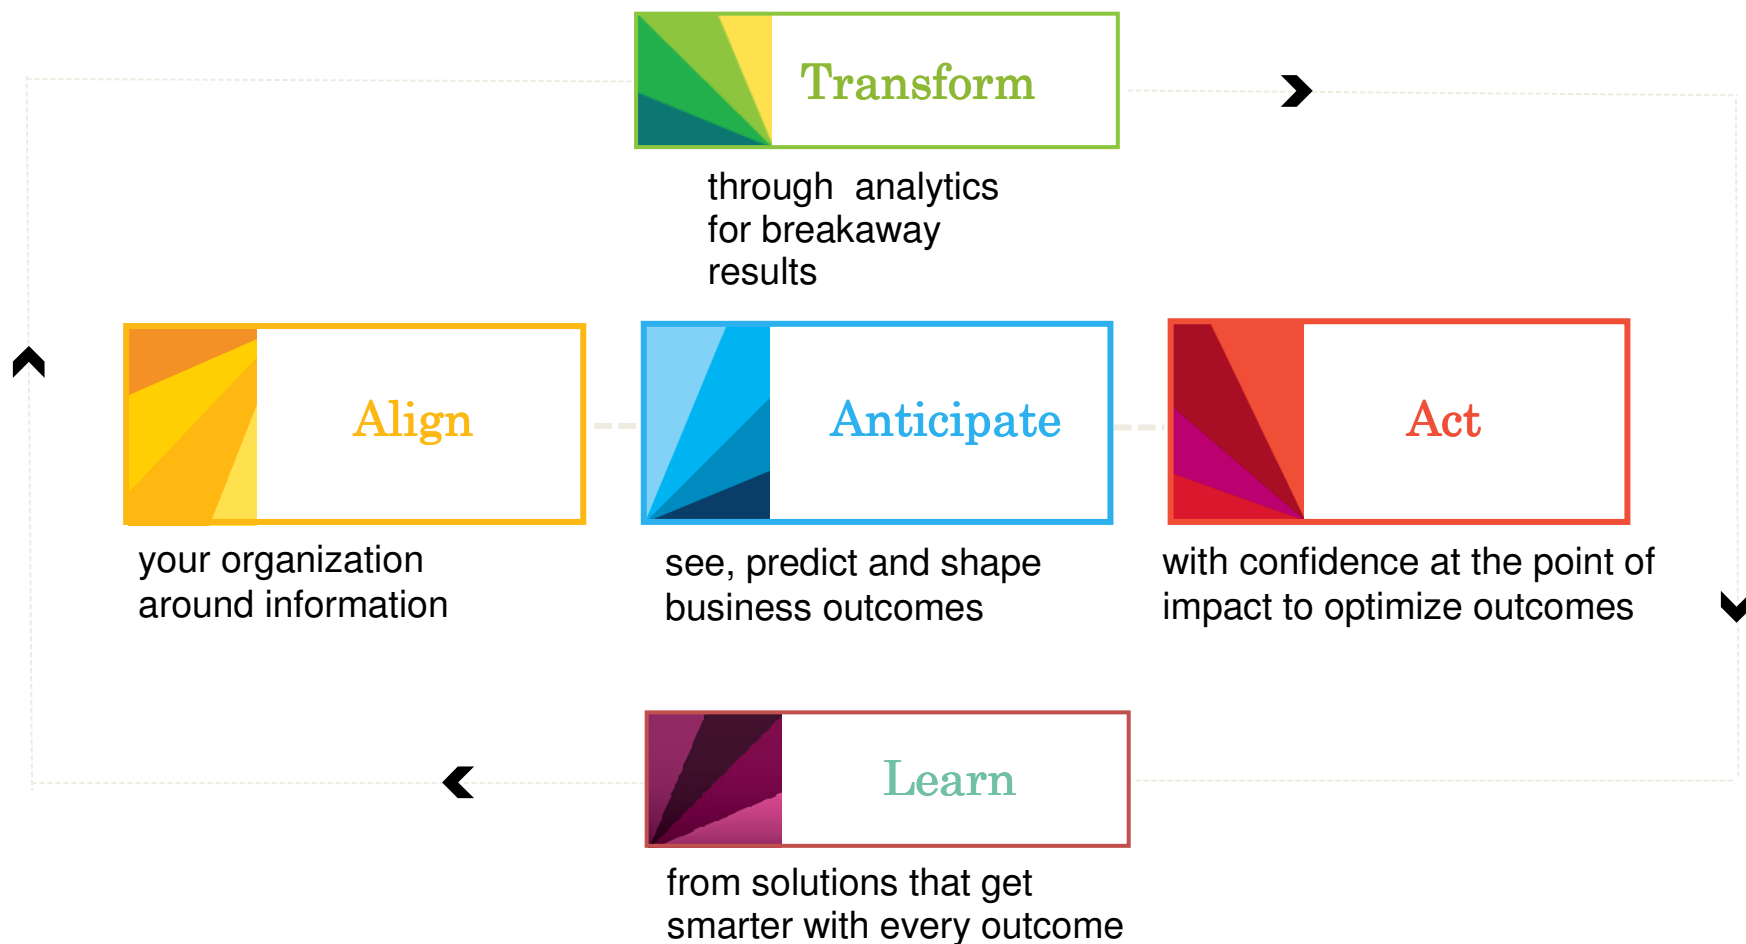 Transform
through analytics
for breakaway
results
Align
your organization
around information
Anticipate
see, predict and shape
business outcomes
Act
with confidence at the point of
impact to optimize outcomes
Learn
from solutions that get
smarter with every outcome